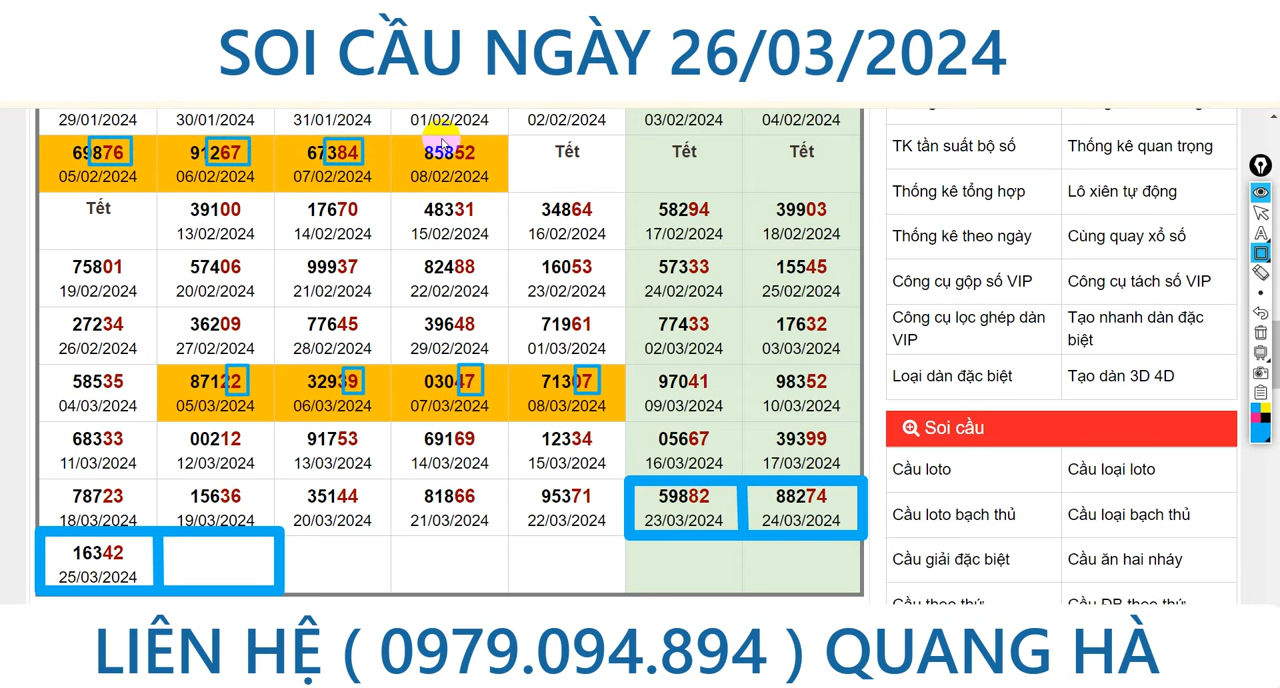 SOI CẦU NGÀY 26/03/2024
29/01/2024 30/01/2024 31/01/2024 01/02/2024 02/02/2024 03/02/2024 04/02/2024
69876 91267 67384 85852 Tết Tết Tết
05/02/2024 06/02/2024 07/02/2024 08/02/2024
Tết 39100 17670 48331 34864 58294 39903
13/02/2024 14/02/2024 15/02/2024 16/02/2024 17/02/2024 18/02/2024
75801 57406 99937 82488 16053 57333 15545
19/02/2024 20/02/2024 21/02/2024 22/02/2024 23/02/2024 24/02/2024 25/02/2024
27234 36209 77645 39648 71961 77433 17632
26/02/2024 27/02/2024 28/02/2024 29/02/2024 01/03/2024 02/03/2024 03/03/2024
58535 87122 32939 03047 71307 97041 98352
04/03/2024 05/03/2024 06/03/2024 07/03/2024 08/03/2024 09/03/2024 10/03/2024
68333 00212 91753 69169 12334 05667 39399
11/03/2024 12/03/2024 13/03/2024 14/03/2024 15/03/2024 16/03/2024 17/03/2024
78723 15636 35144 81866 95371 59882 88274
18/03/2024 19/03/2024 20/03/2024 21/03/2024 22/03/2024 23/03/2024 24/03/2024
16342
25/03/2024
TK tần suất bộ số Thống kê quan trọng
Thống kê tổng hợp Lô xiên tự động
Thống kê theo ngày Cùng quay xổ số
Công cụ gộp số VIP Công cụ tách số VIP
Công cụ lọc ghép dàn Tạo nhanh dàn đặc
VIP biệt
Loại dàn đặc biệt Tạo dàn 3D 4D
Soi cầu
Cầu loto Cầu loại loto
Cầu loto bạch thủ Cầu loại bạch thủ
Cầu giải đặc biệt Cầu ăn hai nháy
Cầu theo thứ Cầu ĐB theo thứ
LIÊN HỆ ( 0979.094.894 ) QUANG HÀ